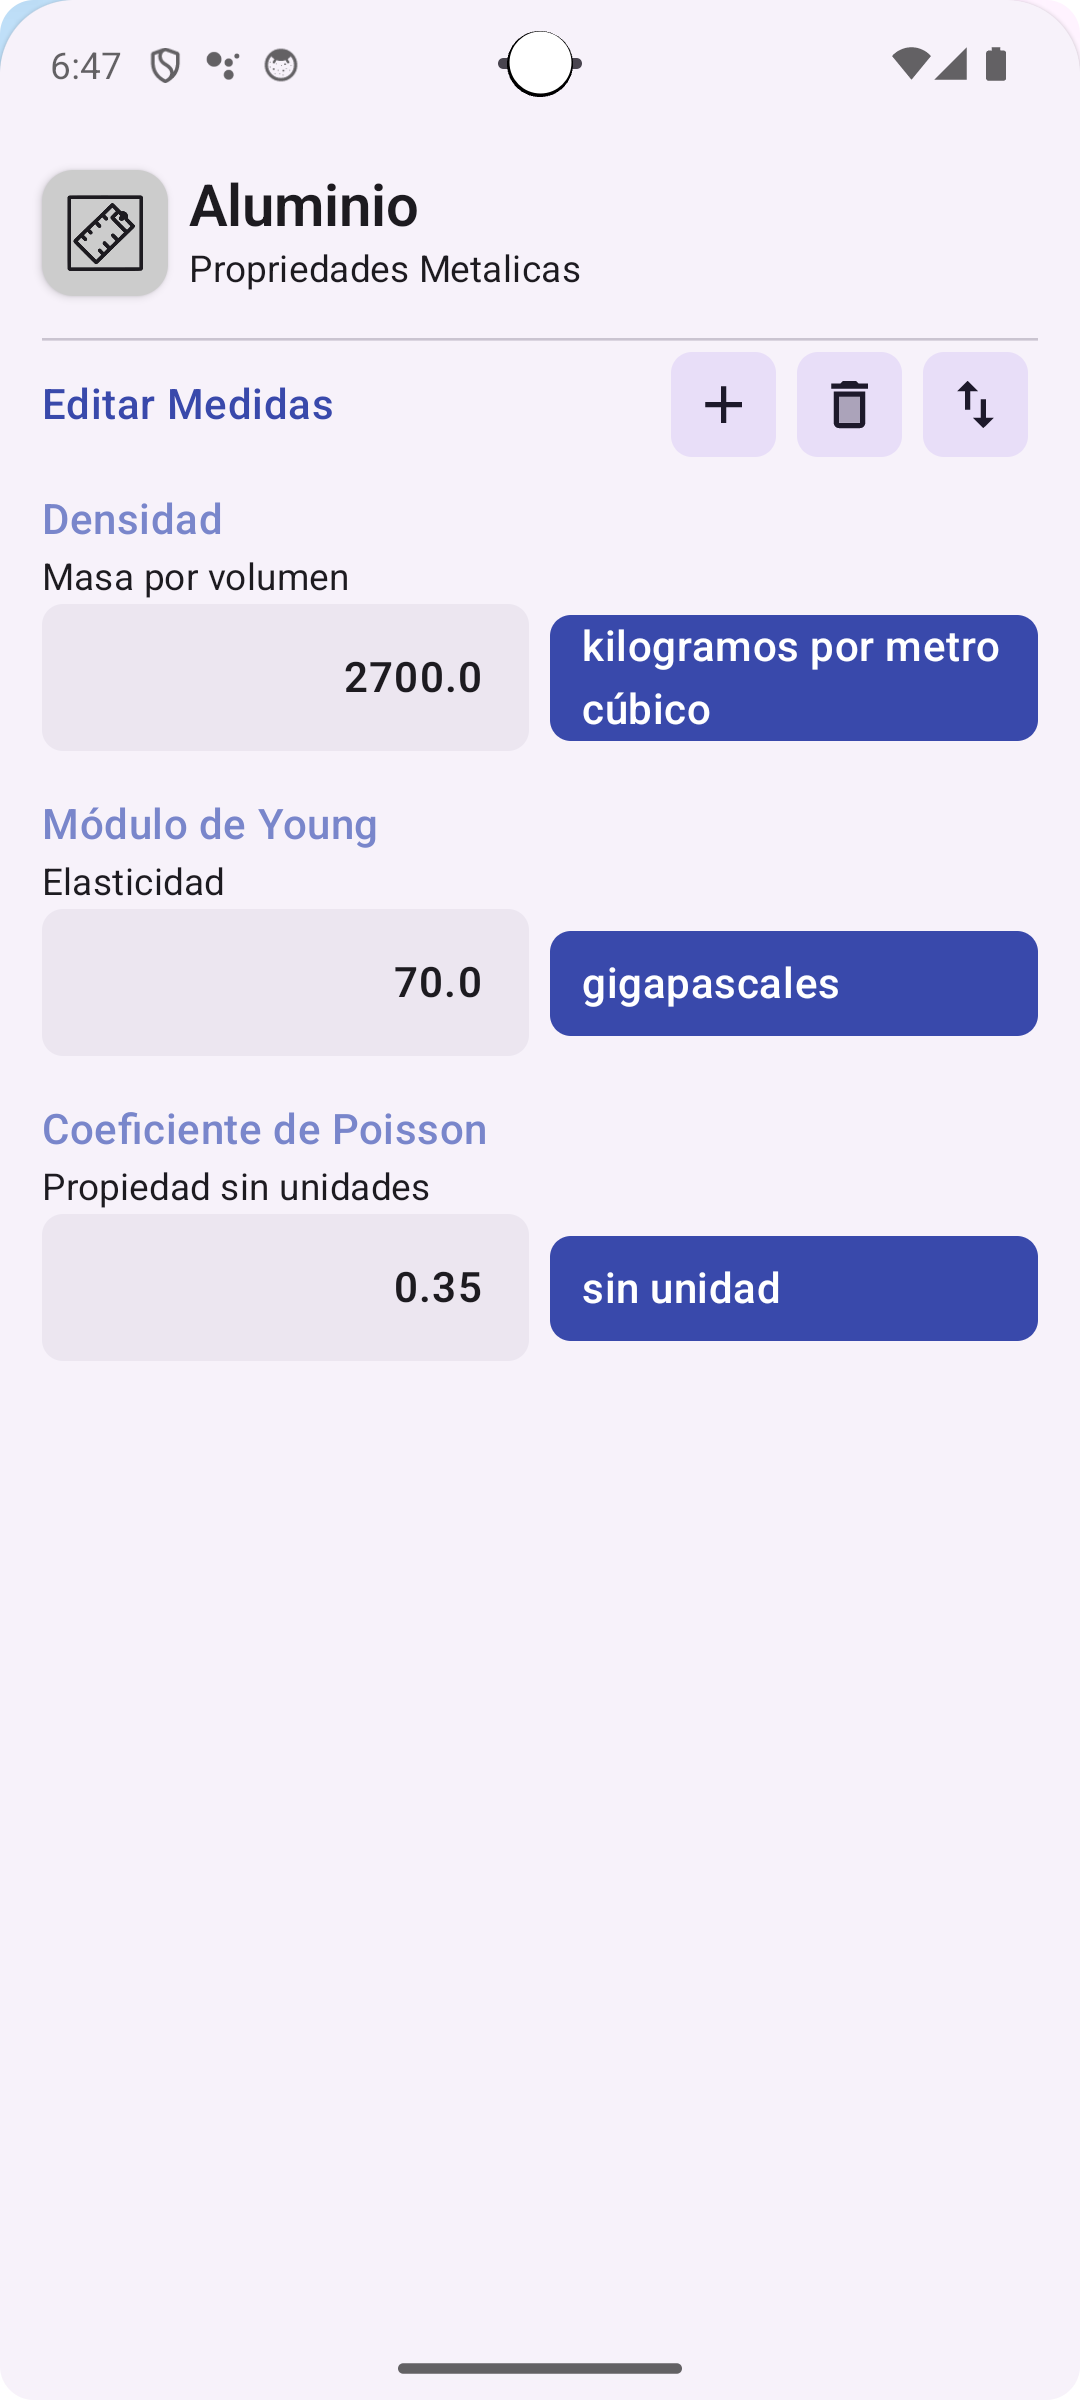 6:47
Aluminio
Propriedades Metalicas
Editar Medidas
Densidad
Masa por volumen
2700.0
kilogramos por metro
cúbico
Módulo de Young
Elasticidad
70.0
gigapascales
Coeficiente de Poisson
Propiedad sin unidades
0.35
sin unidad